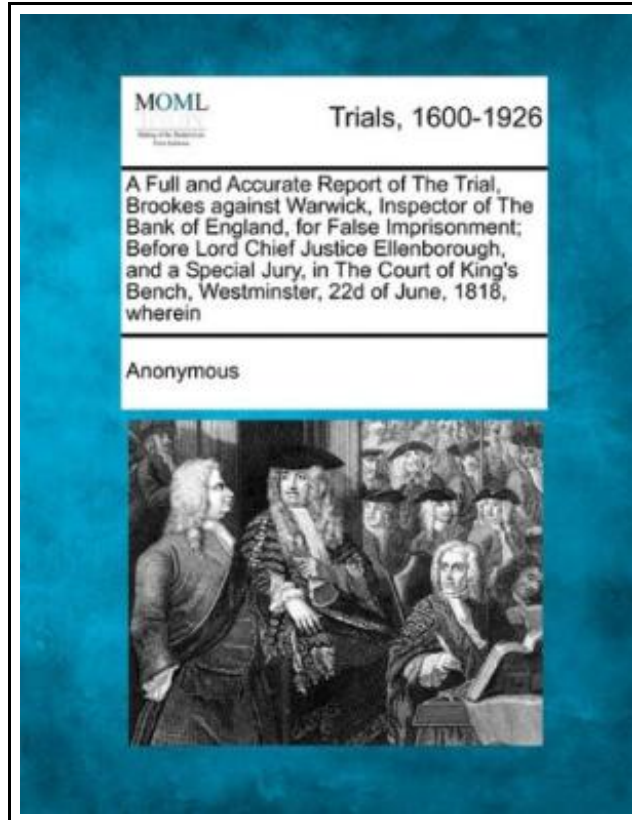 MOML
Trials, 1600-1926
A Full and Accurate Report of The Trial,
Brookes against Warwick, Inspector of The
Bank of England, for False Imprisonment;
Before Lord Chief Justice Ellenborough,
and a Special Jury, in The Court of King's
Bench, Westminster, 22d of June, 1818,
wherein
Anonymous